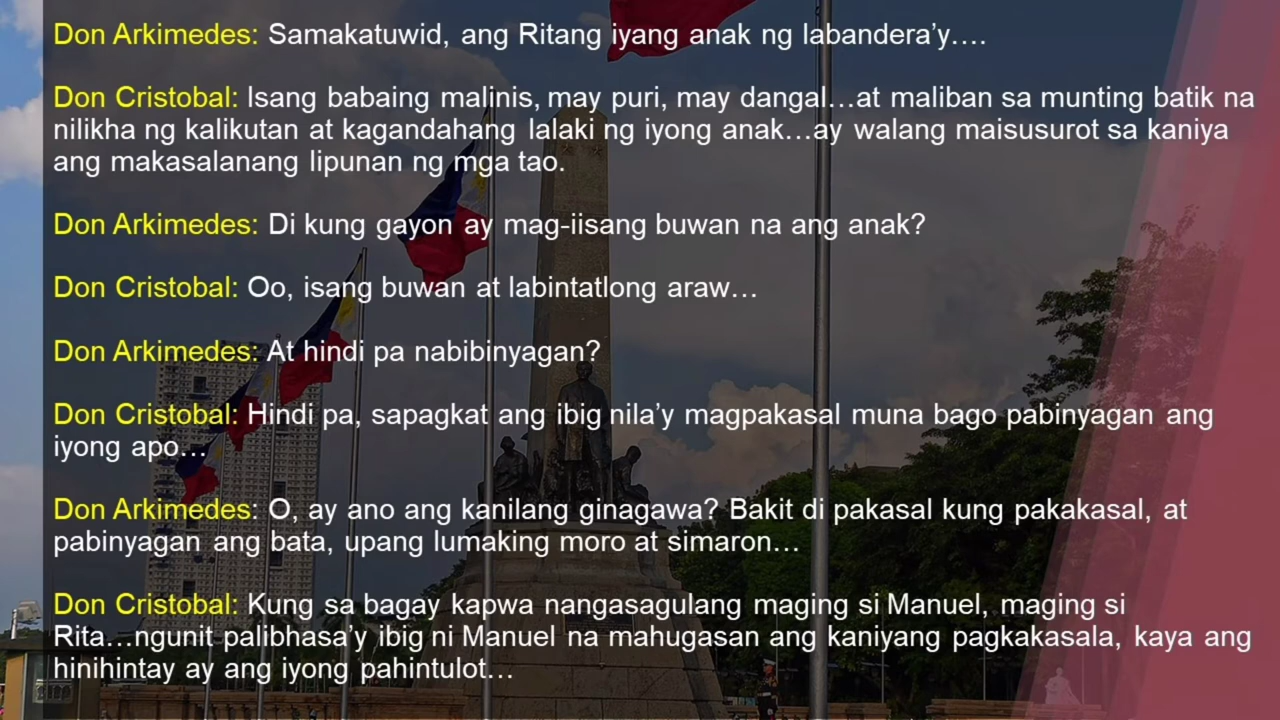 Don Arkimedes: Samakatuwid, ang Ritang iyang anak ng labandera’y….
Don Cristobal: Isang babaing malinis, may puri, may dangal…at maliban sa munting batik na
nilikha ng kalikutan at kagandahang lalaki ng iyong anak…ay walang maisusurot sa kaniya
ang makasalanang lipunan ng mga tao.
Don Arkimedes: Di kung gayon ay mag-iisang buwan na ang anak?
Don Cristobal: Oo, isang buwan at labintatlong araw…
Don Arkimedes: At hindi pa nabibinyagan?
Don Cristobal: Hindi pa, sapagkat ang ibig nila’y magpakasal muna bago pabinyagan ang
iyong apo…
Don Arkimedes: O, ay ano ang kanilang ginagawa? Bakit di pakasal kung pakakasal, at
pabinyagan ang bata, upang lumaking moro at simaron…
Don Cristobal: Kung sa bagay kapwa nangasagulang maging si Manuel, maging si
Rita…ngunit palibhasa’y ibig ni Manuel na mahugasan ang kaniyang pagkakasala, kaya ang
hinihintay ay ang iyong pahintulot…